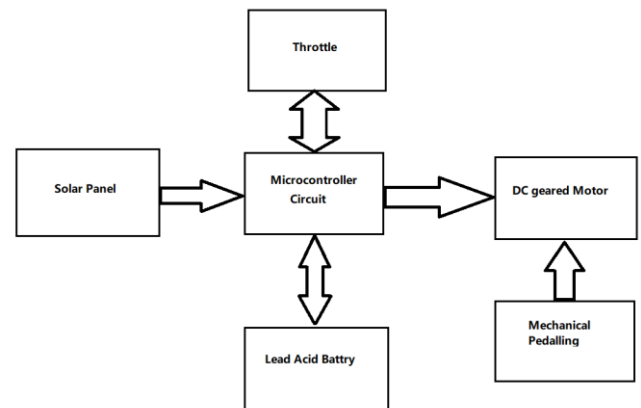 Throttle
Solar Panel
Microcontroller
Circuit
DC geared Motor
Lead Acid Battry
Mechanical
Pedalling